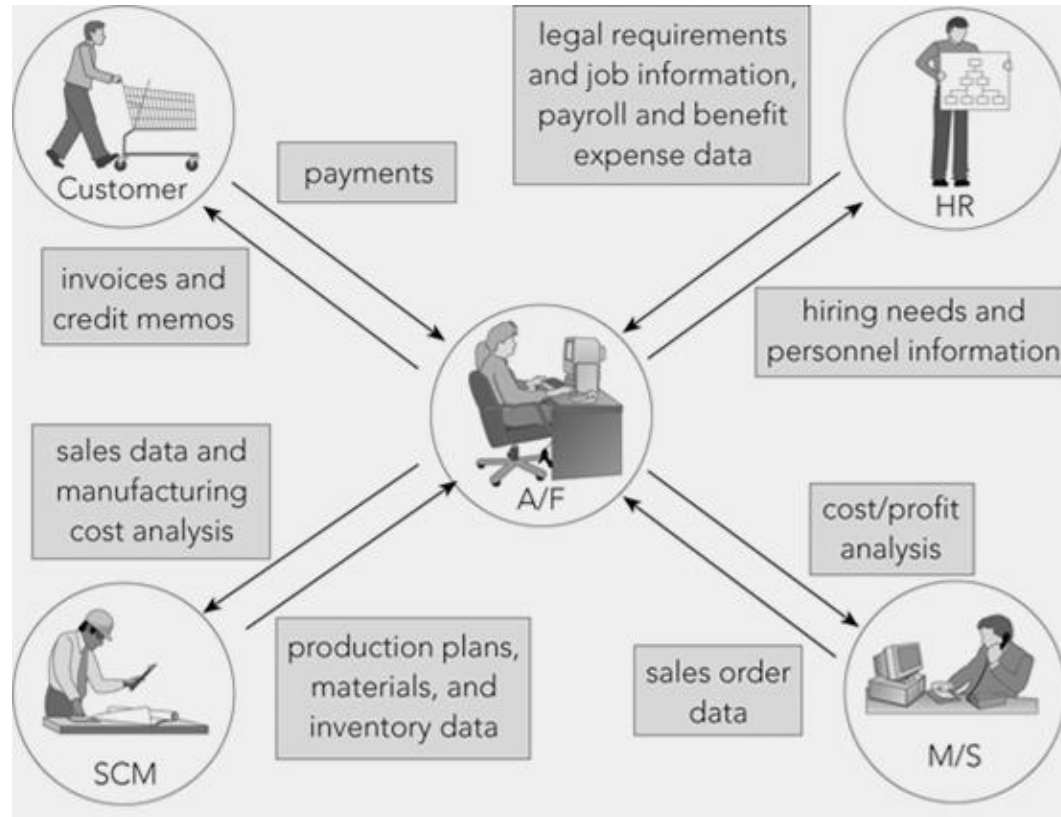 legal requirements
and job information,
payroll and benefit
expense data
HR
Customer
payments
invoices and
credit memos
hiring needs and
personnel information
A/F
sales data and
manufacturing
cost analysis
cost/profit
analysis
SCM
production plans,
materials, and
inventory data
sales order
data
M/S